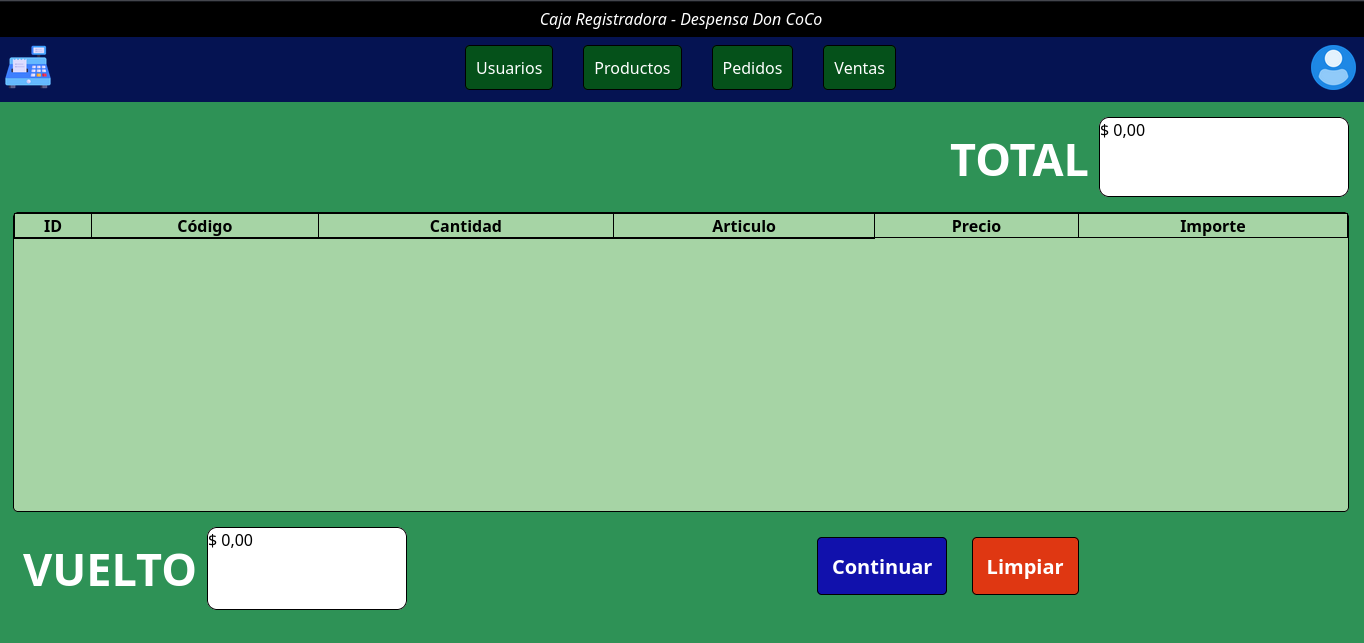 Caja Registradora - Despensa Don CoCo
Usuarios Productos Pedidos Ventas
TOTAL $ 0,00
ID Código Cantidad Articulo Precio Importe
VUELTO $ 0,00
Continuar Limpiar